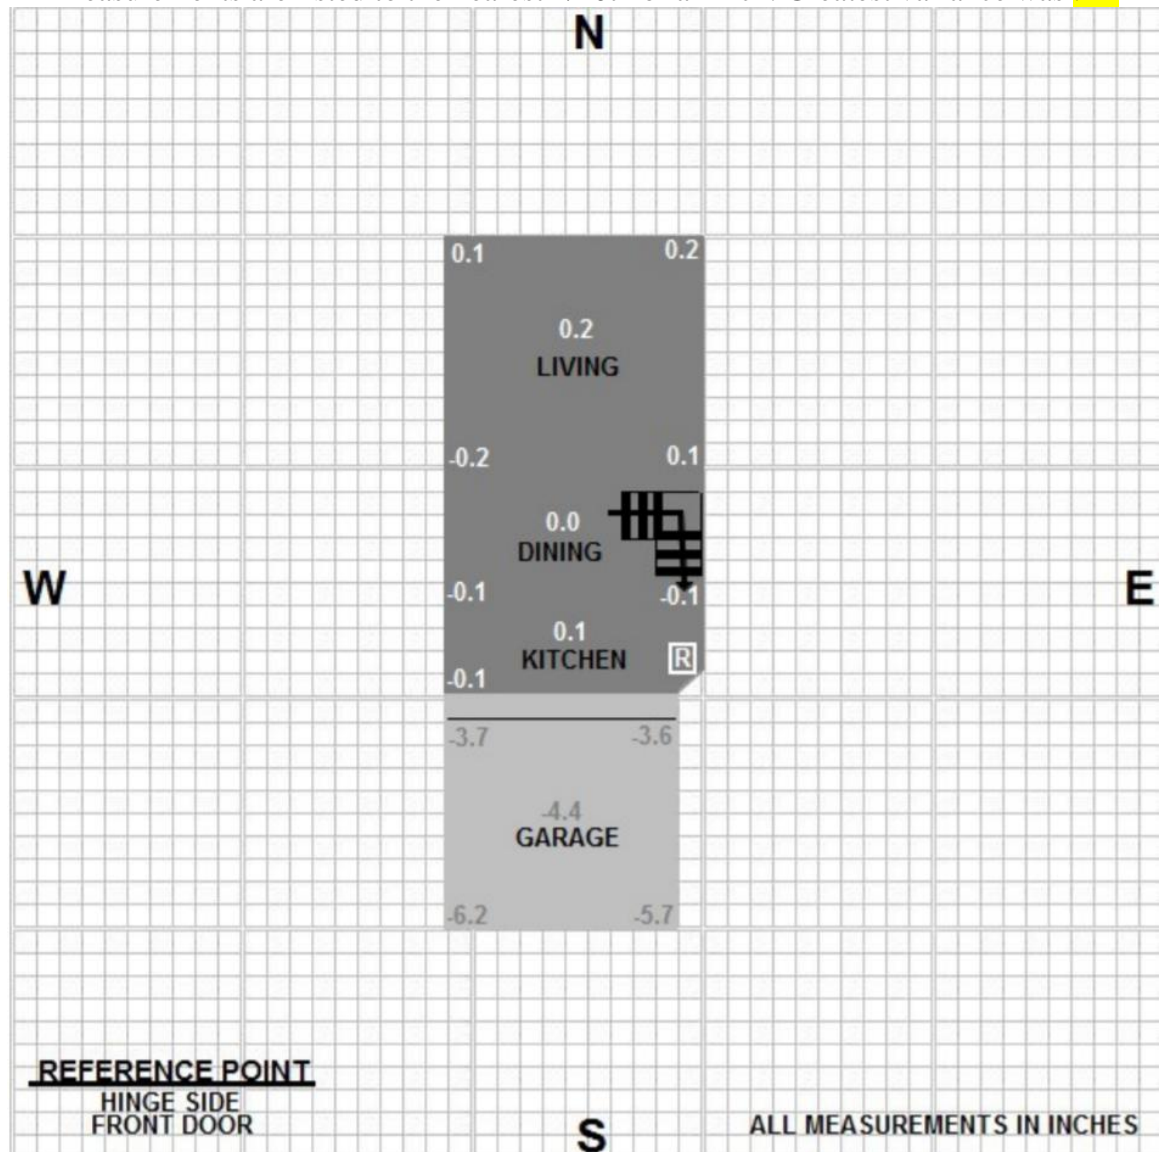 N
0.1 0.2
0.2
LIVING
-0.2 0.1
0.0
DINING
W E
-0.1 -0.1
0.1
KITCHEN R
-0.1
-3.7 -3.6
-4.4
GARAGE
-6.2 -5.7
REFERENCE POINT
HINGE SIDE
FRONT DOOR
S
ALL MEASUREMENTS IN INCHES